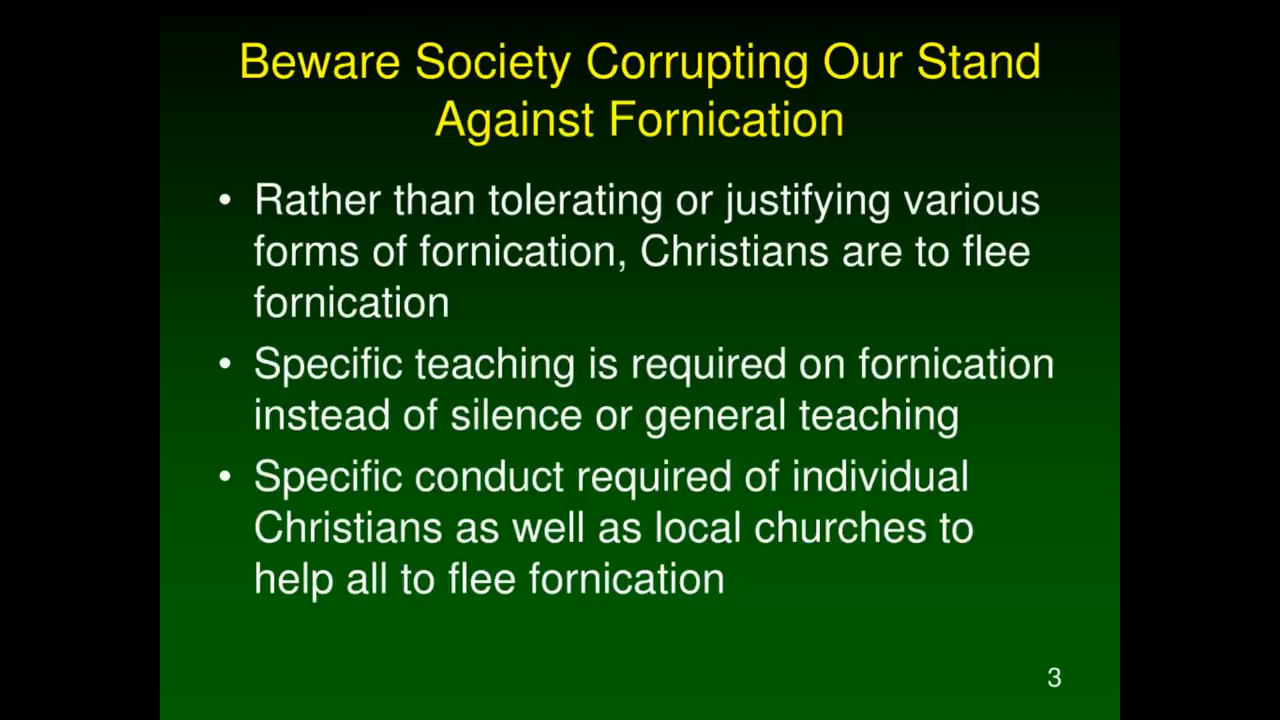 Beware Society Corrupting Our Stand
Against Fornication
• Rather than tolerating or justifying various
forms of fornication, Christians are to flee
fornication
• Specific teaching is required on fornication
instead of silence or general teaching
• Specific conduct required of individual
Christians as well as local churches to
help all to flee fornication
3